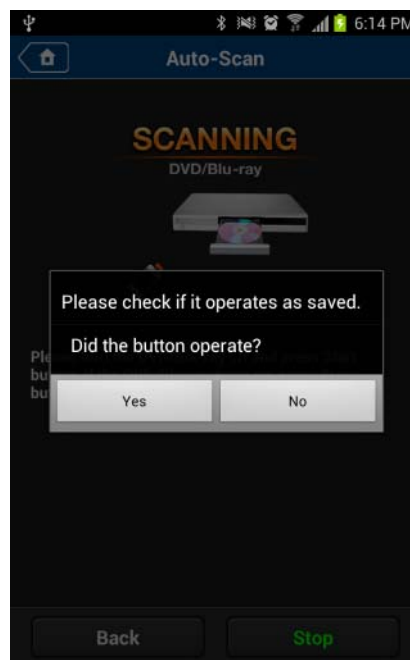 6:14 PM
Auto-Scan
SCANNING
DVD/Blu-ray
Please check if it operates as saved.
Did the button operate?
Yes
No
Back
Stop